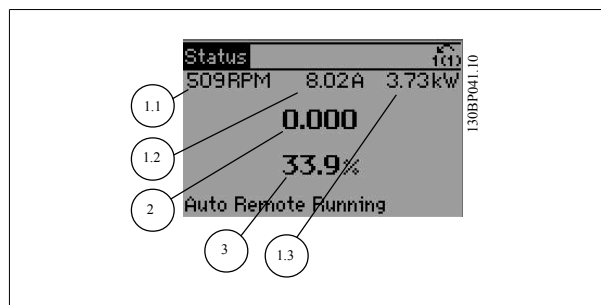 Status 1(1)
509RPM 8.02A 3.73kW
0.000
33.9%
Auto Remote Running
1.1
1.2
2
3
1.3
130BP041.10